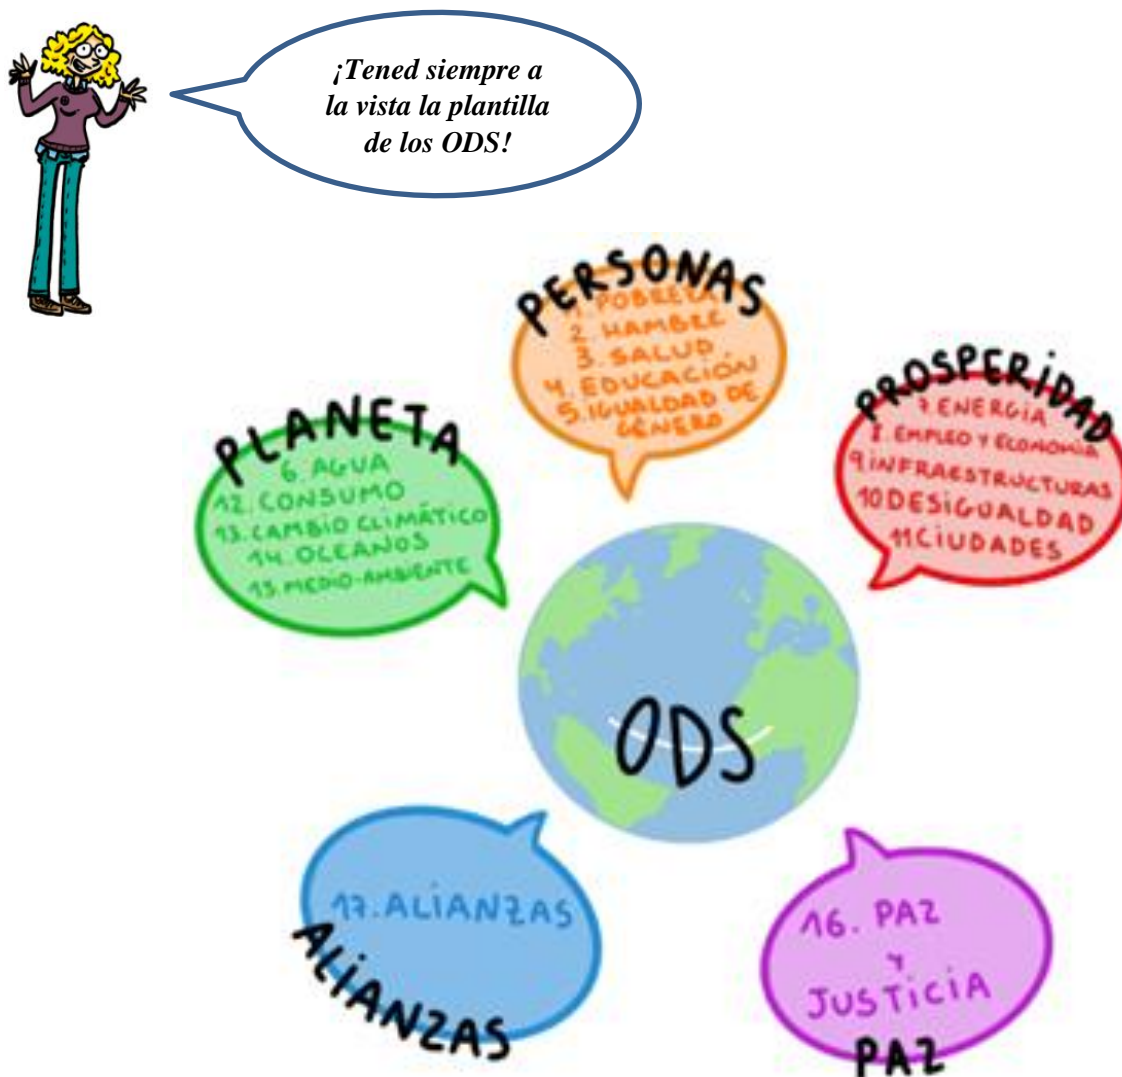 ¡Tened siempre a
la vista la plantilla
de los ODS!
PERSONAS
1. POBREZA
2. HAMBRE
3. SALUD
4. EDUCACIÓN
5. IGUALDAD DE
GÉNERO
PROSPERIDAD
7. ENERGÍA
8. EMPLEO Y ECONOMÍA
9 INFRAESTRUCTURAS
10 DESIGUALDAD
11 CIUDADES
PLANETA
6. AGUA
12. CONSUMO
13. CAMBIO CLIMÁTICO
14. OCEANOS
15. MEDIO-AMBIENTE
ODS
17. ALIANZAS
ALIANZAS
16. PAZ
Y
JUSTICIA
PAZ